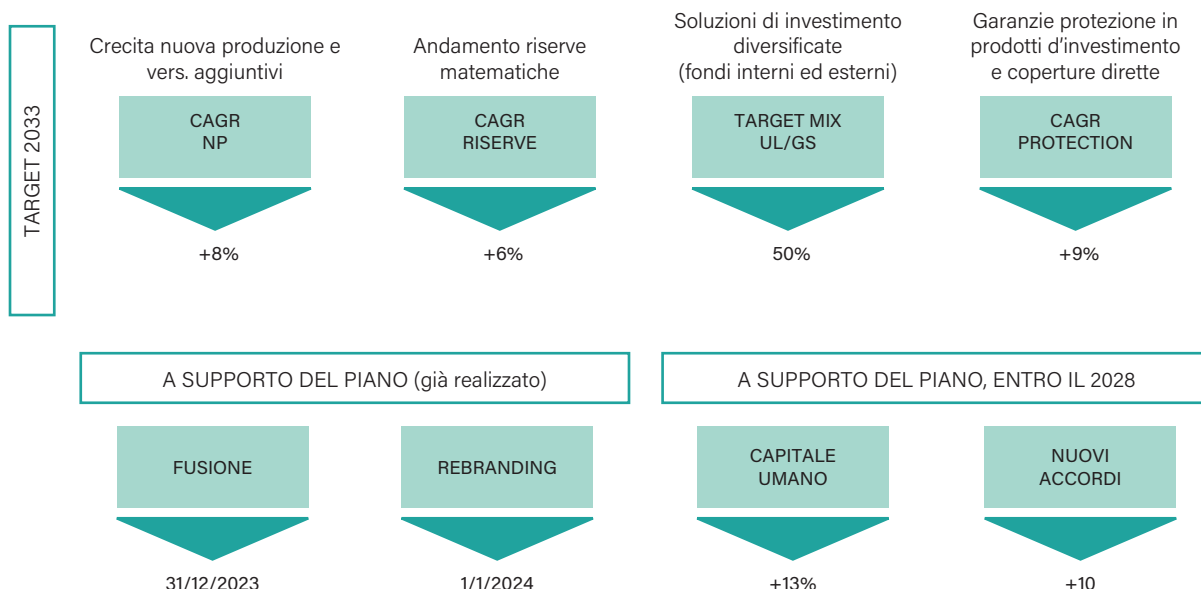 TARGET 2033
Crecita nuova produzione e
vers. aggiuntivi
CAGR
NP
+8%
Andamento riserve
matematiche
CAGR
RISERVE
+6%
Soluzioni di investimento
diversificate
(fondi interni ed esterni)
TARGET MIX
UL/GS
50%
Garanzie protezione in
prodotti d'investimento
e coperture dirette
CAGR
PROTECTION
+9%
A SUPPORTO DEL PIANO (già realizzato)
FUSIONE
31/12/2023
REBRANDING
1/1/2024
A SUPPORTO DEL PIANO, ENTRO IL 2028
CAPITALE
UMANO
+13%
NUOVI
ACCORDI
+10